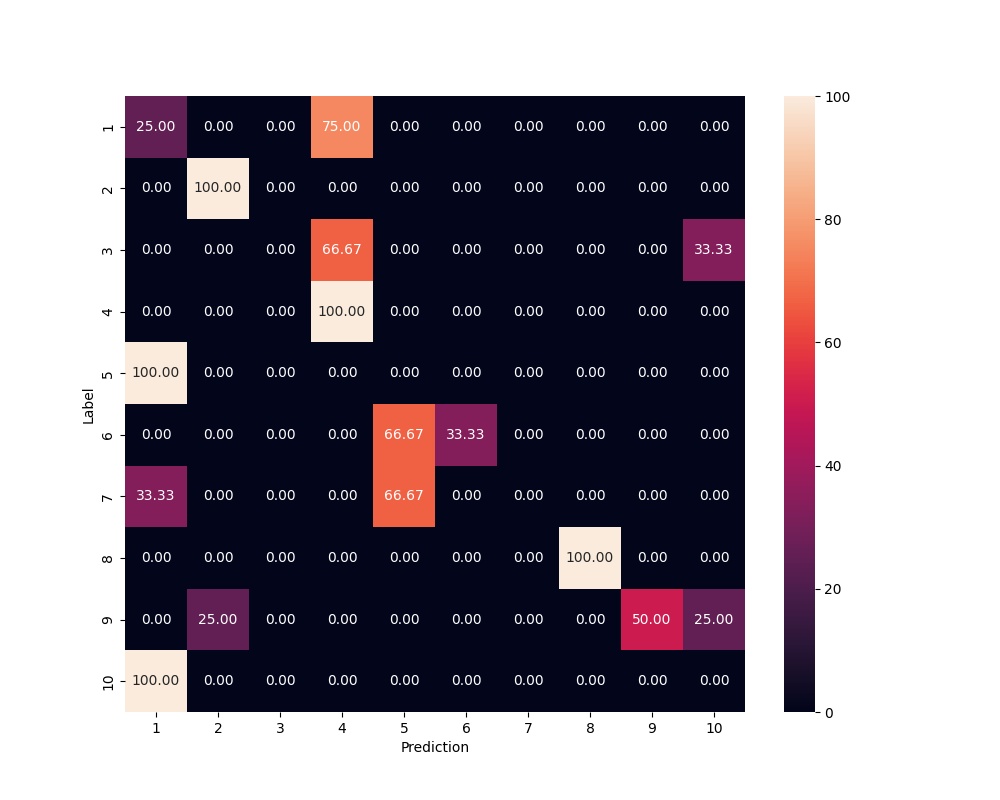 1 25.00 0.00 0.00 75.00 0.00 0.00 0.00 0.00 0.00 0.00
2 0.00 100.00 0.00 0.00 0.00 0.00 0.00 0.00 0.00 0.00
3 0.00 0.00 0.00 66.67 0.00 0.00 0.00 0.00 0.00 33.33
4 0.00 0.00 0.00 100.00 0.00 0.00 0.00 0.00 0.00 0.00
5 100.00 0.00 0.00 0.00 0.00 0.00 0.00 0.00 0.00 0.00
6 0.00 0.00 0.00 0.00 66.67 33.33 0.00 0.00 0.00 0.00
7 33.33 0.00 0.00 0.00 66.67 0.00 0.00 0.00 0.00 0.00
8 0.00 0.00 0.00 0.00 0.00 0.00 0.00 100.00 0.00 0.00
9 0.00 25.00 0.00 0.00 0.00 0.00 0.00 0.00 50.00 25.00
10 100.00 0.00 0.00 0.00 0.00 0.00 0.00 0.00 0.00 0.00
1 2 3 4 5 6 7 8 9 10
Prediction
Label
100
80
60
40
20
0